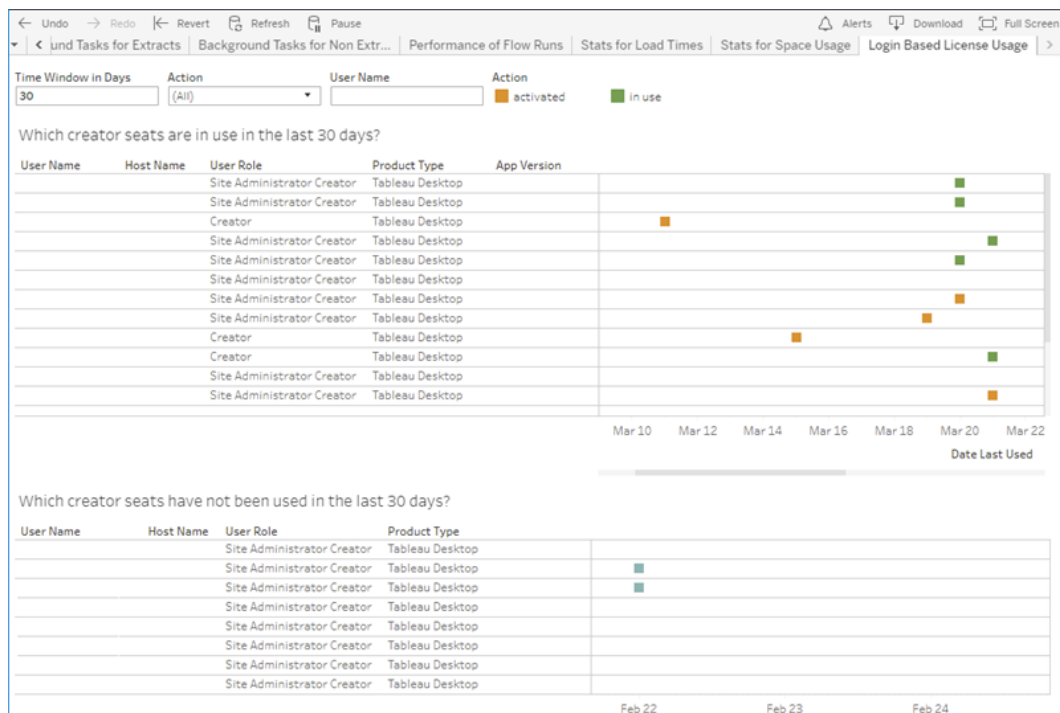 Undo Redo Revert Refresh Pause Alerts Download Full Screen
und Tasks for Extracts Background Tasks for Non Extr... Performance of Flow Runs Stats for Load Times Stats for Space Usage Login Based License Usage
Time Window in Days Action User Name Action
30 (All) activated in use
Which creator seats are in use in the last 30 days?
User Name Host Name User Role Product Type App Version
Site Administrator Creator Tableau Desktop
Site Administrator Creator Tableau Desktop
Creator Tableau Desktop
Site Administrator Creator Tableau Desktop
Site Administrator Creator Tableau Desktop
Site Administrator Creator Tableau Desktop
Site Administrator Creator Tableau Desktop
Site Administrator Creator Tableau Desktop
Creator Tableau Desktop
Creator Tableau Desktop
Site Administrator Creator Tableau Desktop
Site Administrator Creator Tableau Desktop
Mar 10 Mar 12 Mar 14 Mar 16 Mar 18 Mar 20 Mar 22
Date Last Used
Which creator seats have not been used in the last 30 days?
User Name Host Name User Role Product Type
Site Administrator Creator Tableau Desktop
Site Administrator Creator Tableau Desktop
Site Administrator Creator Tableau Desktop
Site Administrator Creator Tableau Desktop
Site Administrator Creator Tableau Desktop
Site Administrator Creator Tableau Desktop
Site Administrator Creator Tableau Desktop
Site Administrator Creator Tableau Desktop
Feb 22 Feb 23 Feb 24